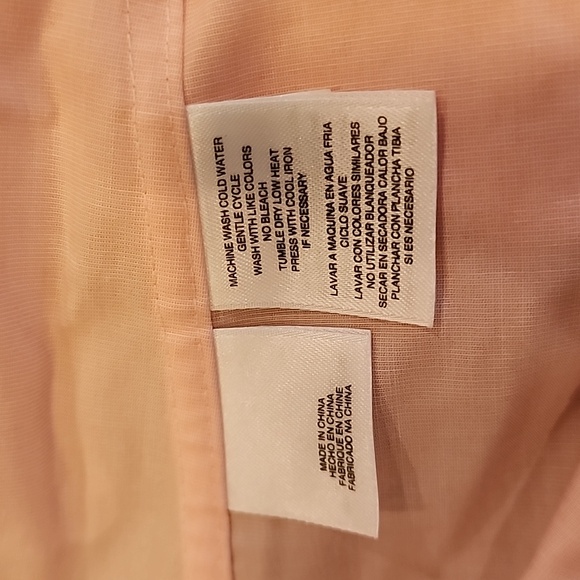 MACHINE WASH COLD WATER
GENTLE CYCLE
WASH WITH LIKE COLORS
NO BLEACH
TUMBLE DRY LOW HEAT
PRESS WITH COOL IRON
IF NECESSARY
LAVAR A MAQUINA EN AGUA FRIA
CICLO SUAVE
LAVAR CON COLORES SIMILARES
NO UTILIZAR BLANQUEADOR
SECAR EN SECADORA CALOR BAJO
PLANCHAR CON PLANCHA TIBIA
SI ES NECESARIO
MADE IN CHINA
HECHO EN CHINA
FABRIQUE EN CHINE
FABRICADO NA CHINA